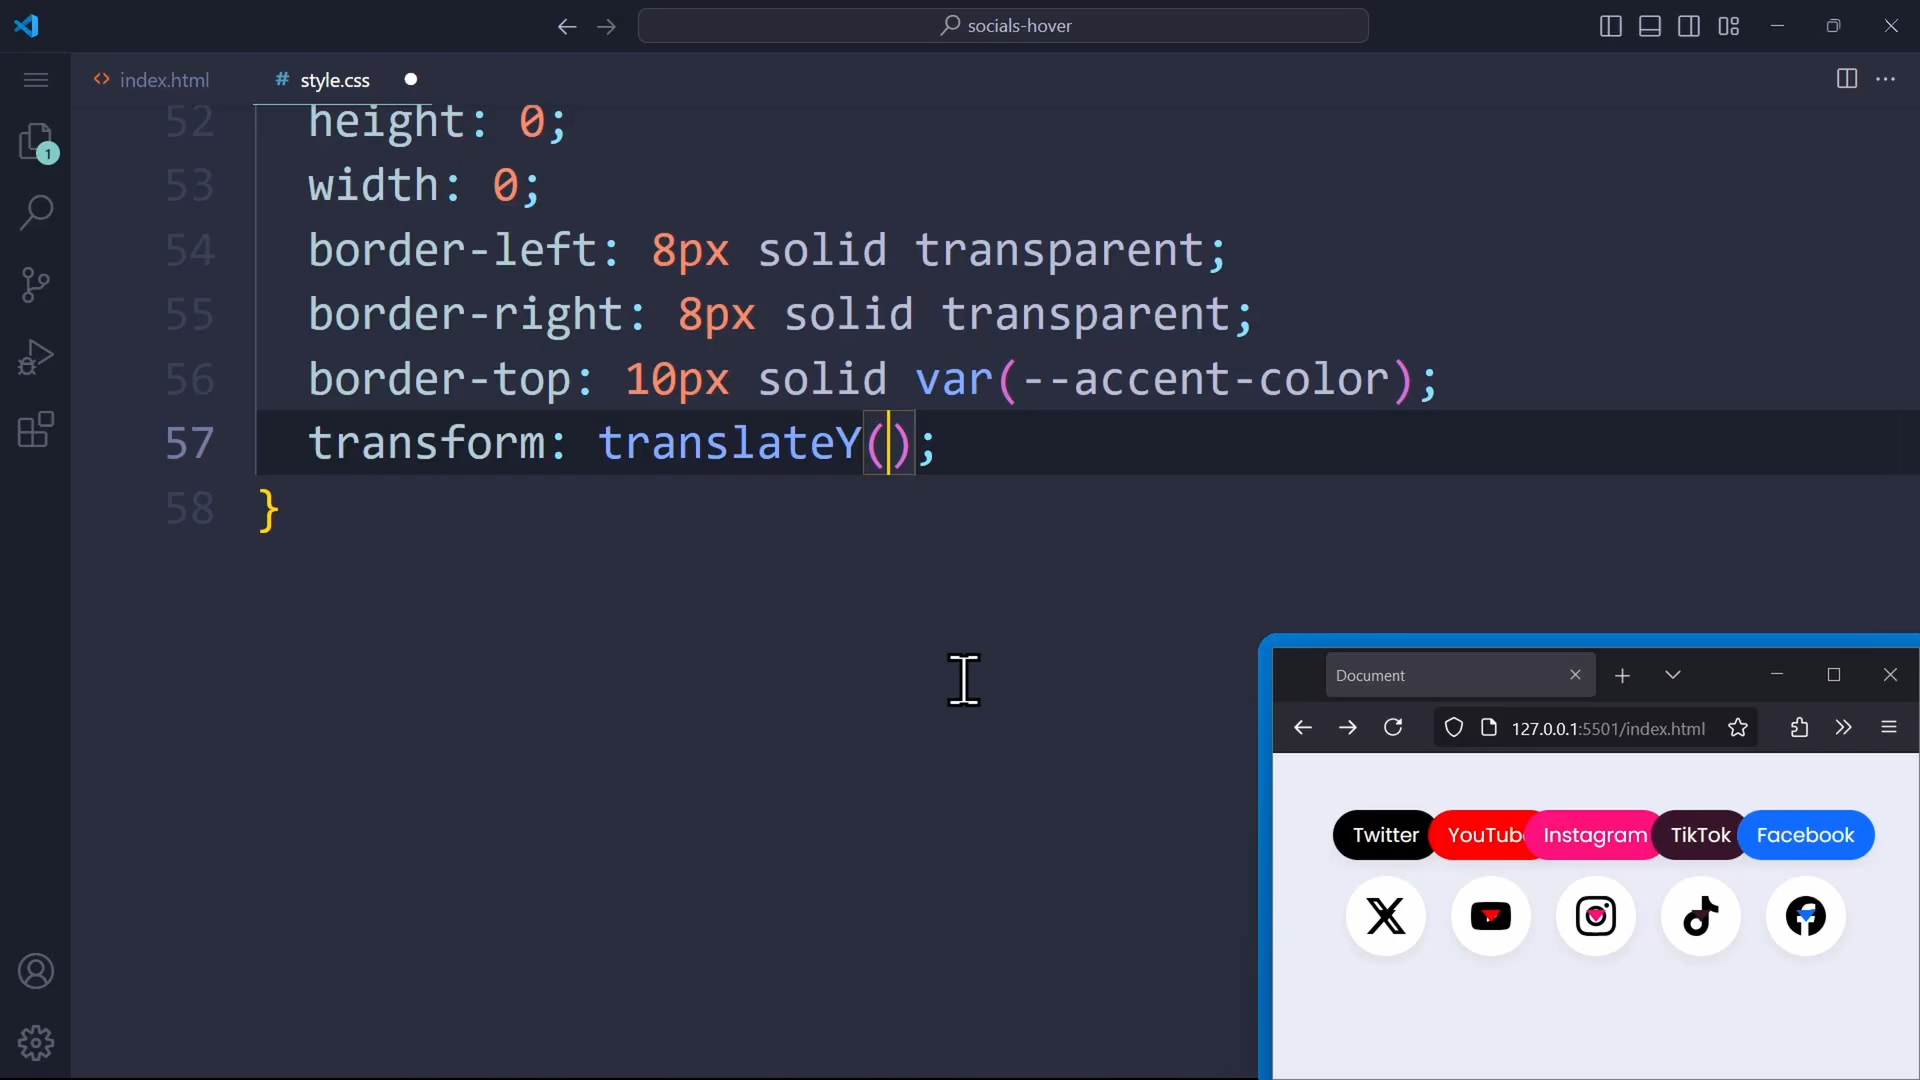 socials-hover
index.html
# style.css
1
52 height: 0;
53 width: 0;
54 border-left: 8px solid transparent;
55 border-right: 8px solid transparent;
56 border-top: 10px solid var(--accent-color);
57 transform: translateY();
58 }
Document
127.0.0.1:5501/index.html
Twitter YouTube Instagram TikTok Facebook